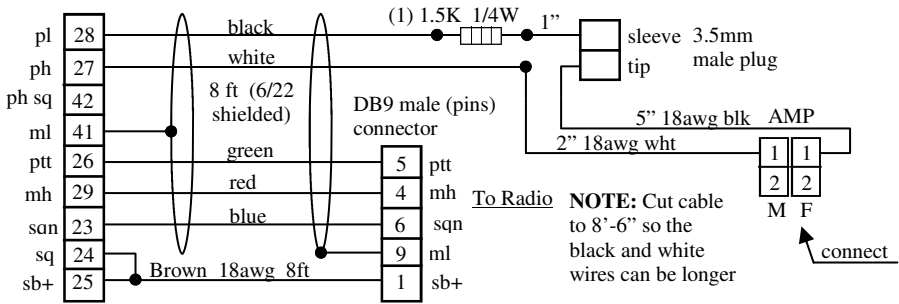 (1) 1.5K 1/4W
1”
black
pl 28
sleeve 3.5mm
male plug
white
ph 27
tip
ph sq 42
8 ft (6/22
shielded)
DB9 male (pins)
connector
5” 18awg blk
AMP
ml 41
2” 18awg wht
1 1
green
ptt 26
5 ptt
2 2
red
mh 29
4 mh
To Radio
NOTE: Cut cable
to 8’-6” so the
black and white
wires can be longer
M F
blue
sqn 23
6 sqn
connect
sq 24
9 ml
Brown 18awg 8ft
sb+ 25
1 sb+